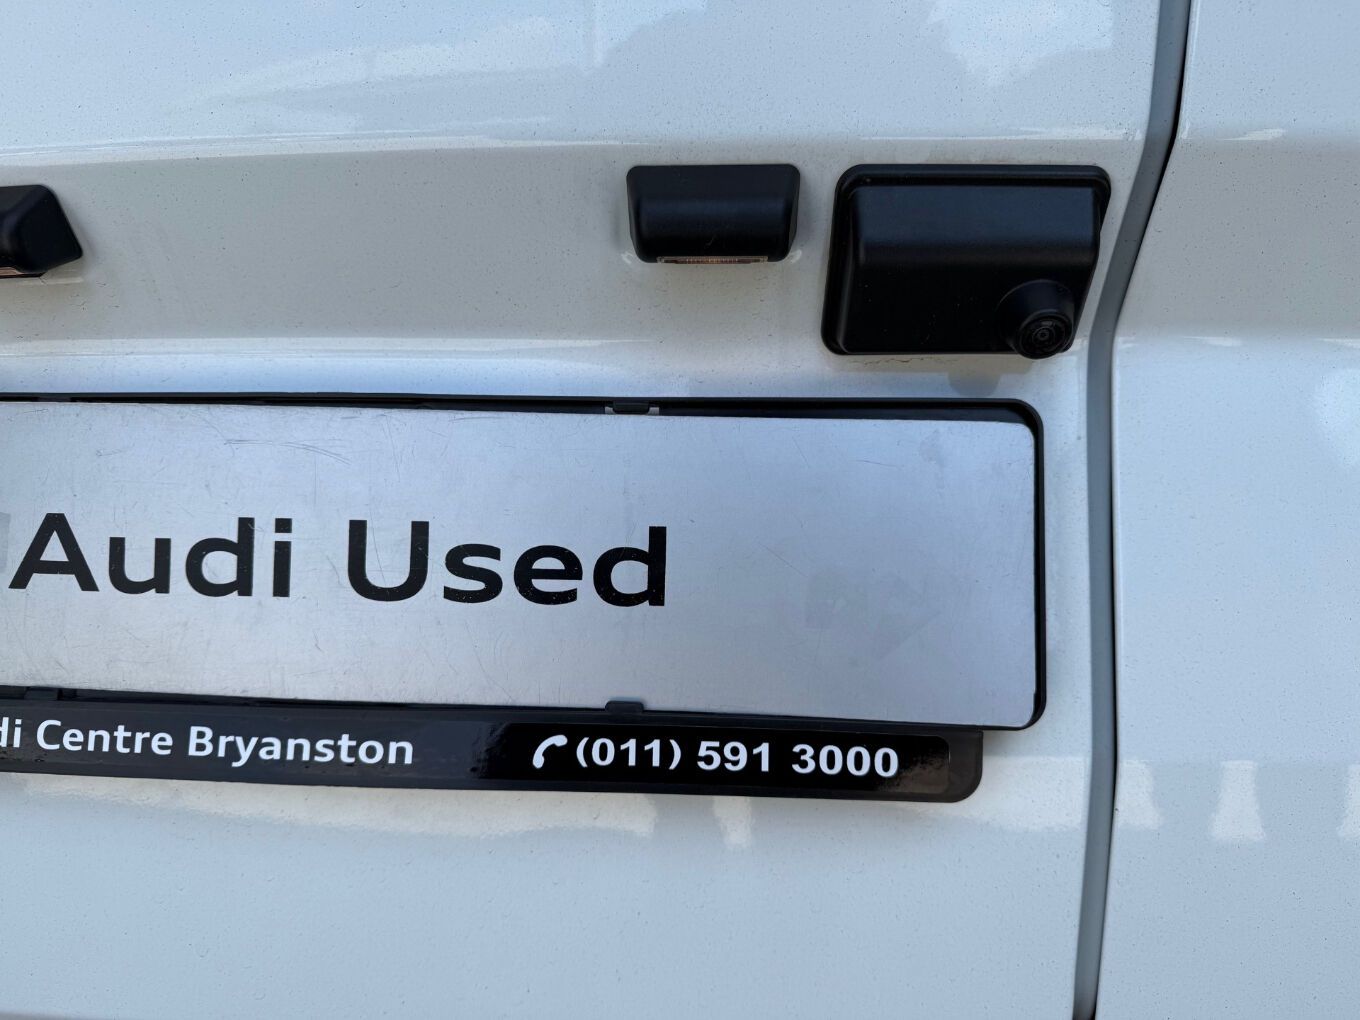 Audi Used
di Centre Bryanston (011) 591 3000